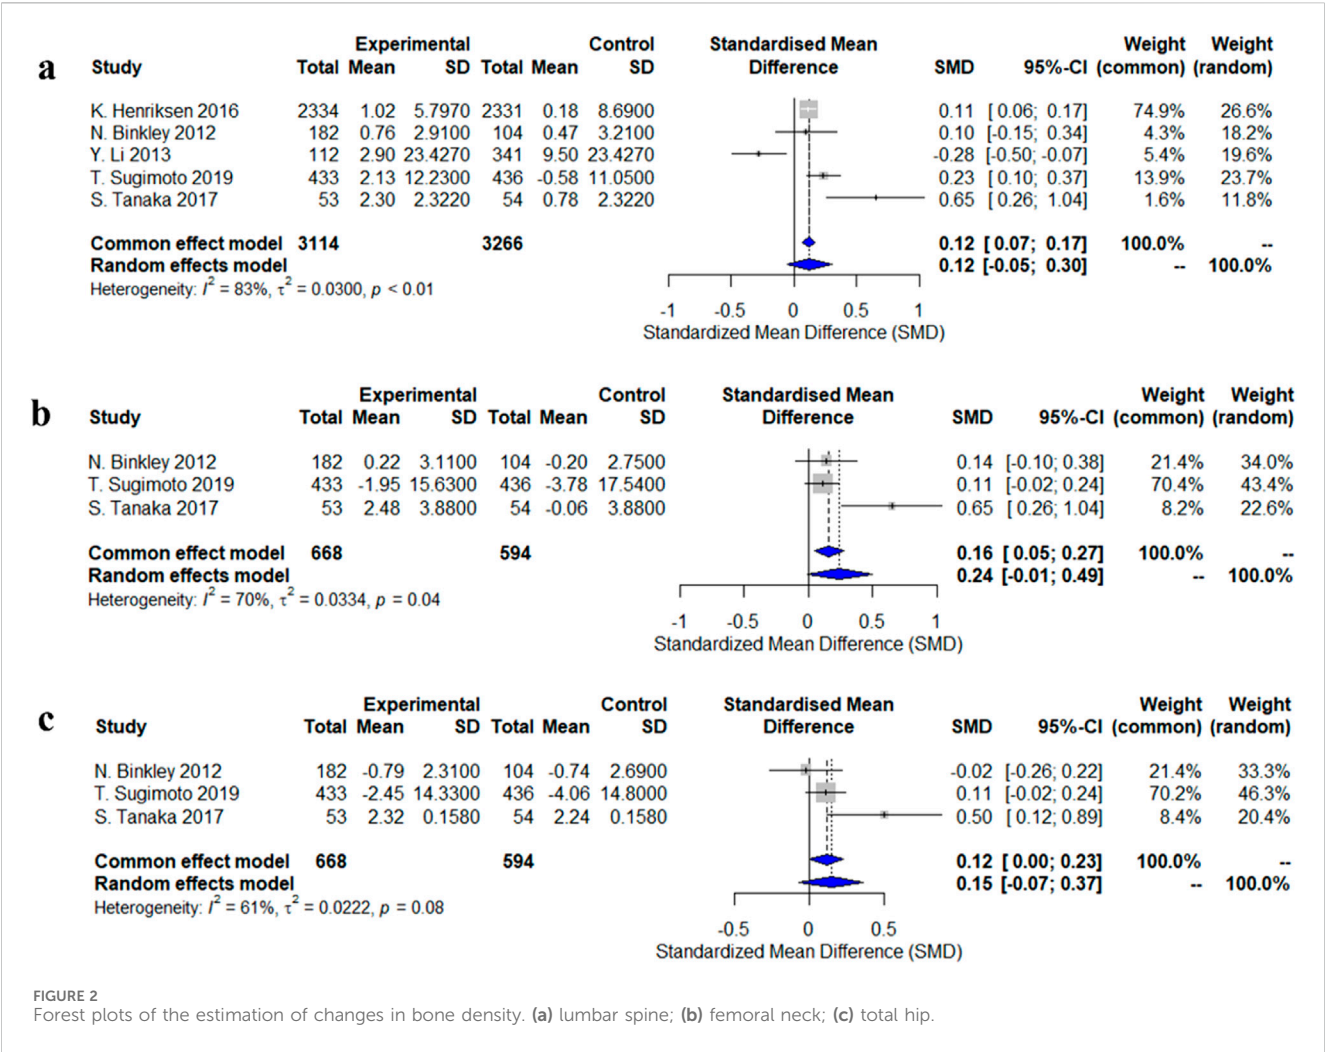 a
Experimental Control Standardised Mean Weight Weight
Study Total Mean SD Total Mean SD Difference SMD 95%-CI (common) (random)
K. Henriksen 2016 2334 1.02 5.7970 2331 0.18 8.6900 0.11 [0.06; 0.17] 74.9% 26.6%
N. Binkley 2012 182 0.76 2.9100 104 0.47 3.2100 0.10 [-0.15; 0.34] 4.3% 18.2%
Y. Li 2013 112 2.90 23.4270 341 9.50 23.4270 -0.28 [-0.50; -0.07] 5.4% 19.6%
T. Sugimoto 2019 433 2.13 12.2300 436 -0.58 11.0500 0.23 [0.10; 0.37] 13.9% 23.7%
S. Tanaka 2017 53 2.30 2.3220 54 0.78 2.3220 0.65 [0.26; 1.04] 1.6% 11.8%
Common effect model 3114 3266 0.12 [0.07; 0.17] 100.0% --
Random effects model 0.12 [-0.05; 0.30] -- 100.0%
Heterogeneity: I² = 83%, τ² = 0.0300, p < 0.01
-1 -0.5 0 0.5 1
Standardized Mean Difference (SMD)
b
Experimental Control Standardised Mean Weight Weight
Study Total Mean SD Total Mean SD Difference SMD 95%-CI (common) (random)
N. Binkley 2012 182 0.22 3.1100 104 -0.20 2.7500 0.14 [-0.10; 0.38] 21.4% 34.0%
T. Sugimoto 2019 433 -1.95 15.6300 436 -3.78 17.5400 0.11 [-0.02; 0.24] 70.4% 43.4%
S. Tanaka 2017 53 2.48 3.8800 54 -0.06 3.8800 0.65 [0.26; 1.04] 8.2% 22.6%
Common effect model 668 594 0.16 [0.05; 0.27] 100.0% --
Random effects model 0.24 [-0.01; 0.49] -- 100.0%
Heterogeneity: I² = 70%, τ² = 0.0334, p = 0.04
-1 -0.5 0 0.5 1
Standardized Mean Difference (SMD)
c
Experimental Control Standardised Mean Weight Weight
Study Total Mean SD Total Mean SD Difference SMD 95%-CI (common) (random)
N. Binkley 2012 182 -0.79 2.3100 104 -0.74 2.6900 -0.02 [-0.26; 0.22] 21.4% 33.3%
T. Sugimoto 2019 433 -2.45 14.3300 436 -4.06 14.8000 0.11 [-0.02; 0.24] 70.2% 46.3%
S. Tanaka 2017 53 2.32 0.1580 54 2.24 0.1580 0.50 [0.12; 0.89] 8.4% 20.4%
Common effect model 668 594 0.12 [0.00; 0.23] 100.0% --
Random effects model 0.15 [-0.07; 0.37] -- 100.0%
Heterogeneity: I² = 61%, τ² = 0.0222, p = 0.08
-0.5 0 0.5
Standardized Mean Difference (SMD)
FIGURE 2
Forest plots of the estimation of changes in bone density. (a) lumbar spine; (b) femoral neck; (c) total hip.